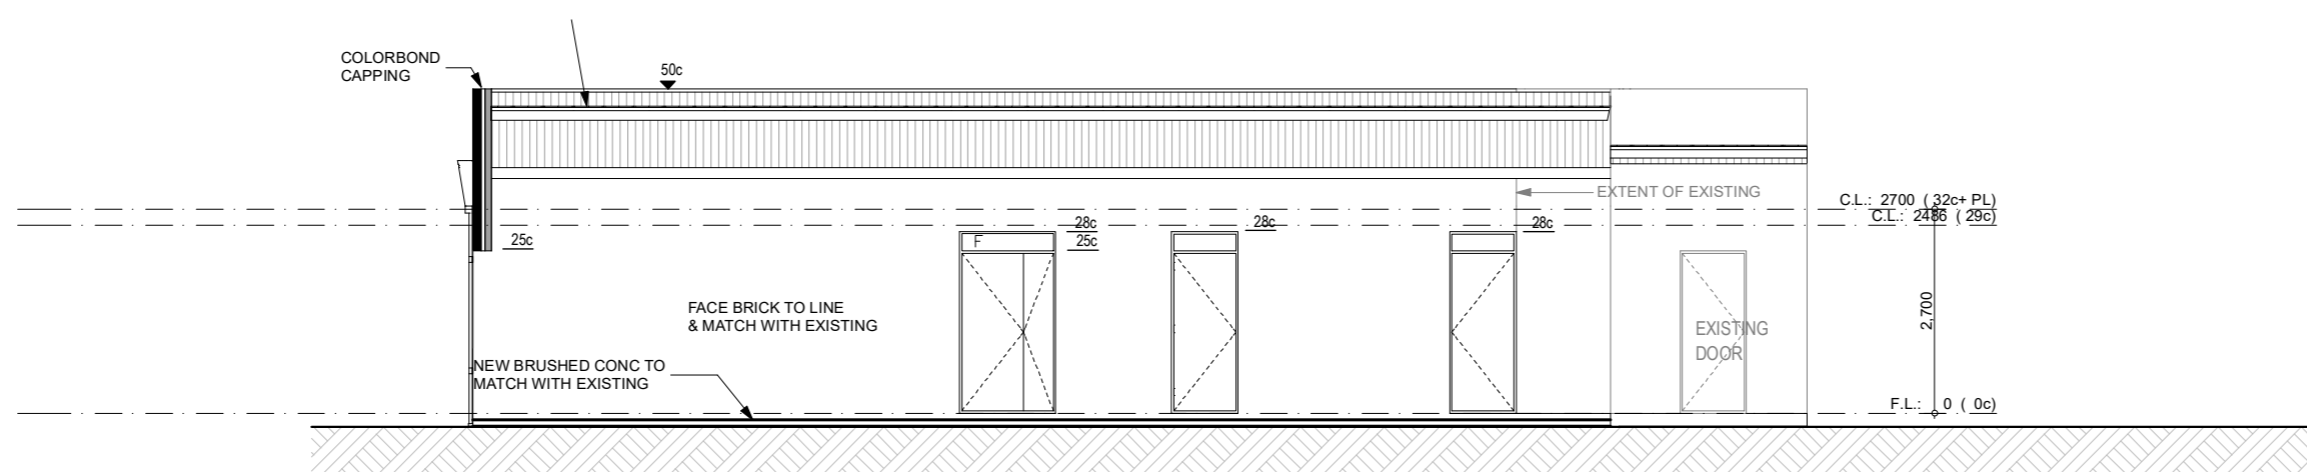 COLORBOND
CAPPING
50c
EXTENT OF EXISTING
C.L.: 2700 ( 32c+ PL)
C.L.: 2486 ( 29c)
28c
28c
28c
25c
F
25c
FACE BRICK TO LINE
& MATCH WITH EXISTING
2,700
EXISTING
DOOR
NEW BRUSHED CONC TO
MATCH WITH EXISTING
F.L.: 0 ( 0c)